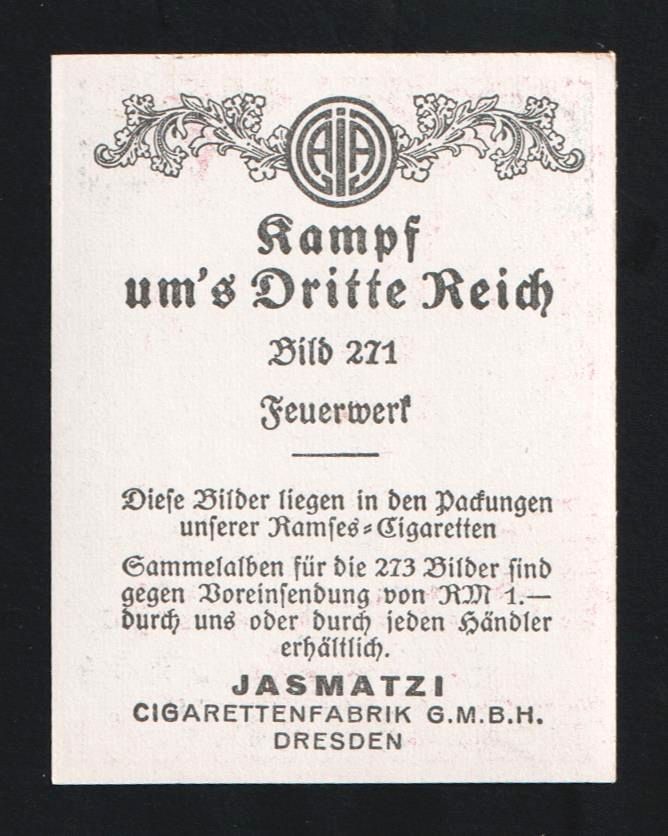 Kampf
um's Dritte Reich
Bild 271
Feuerwerk
Diese Bilder liegen in den Packungen
unserer Ramses=Cigaretten
Sammelalben für die 273 Bilder sind
gegen Voreinsendung von RM 1.—
durch uns oder durch jeden Händler
erhältlich.
JASMATZI
CIGARETTENFABRIK G.M.B.H.
DRESDEN